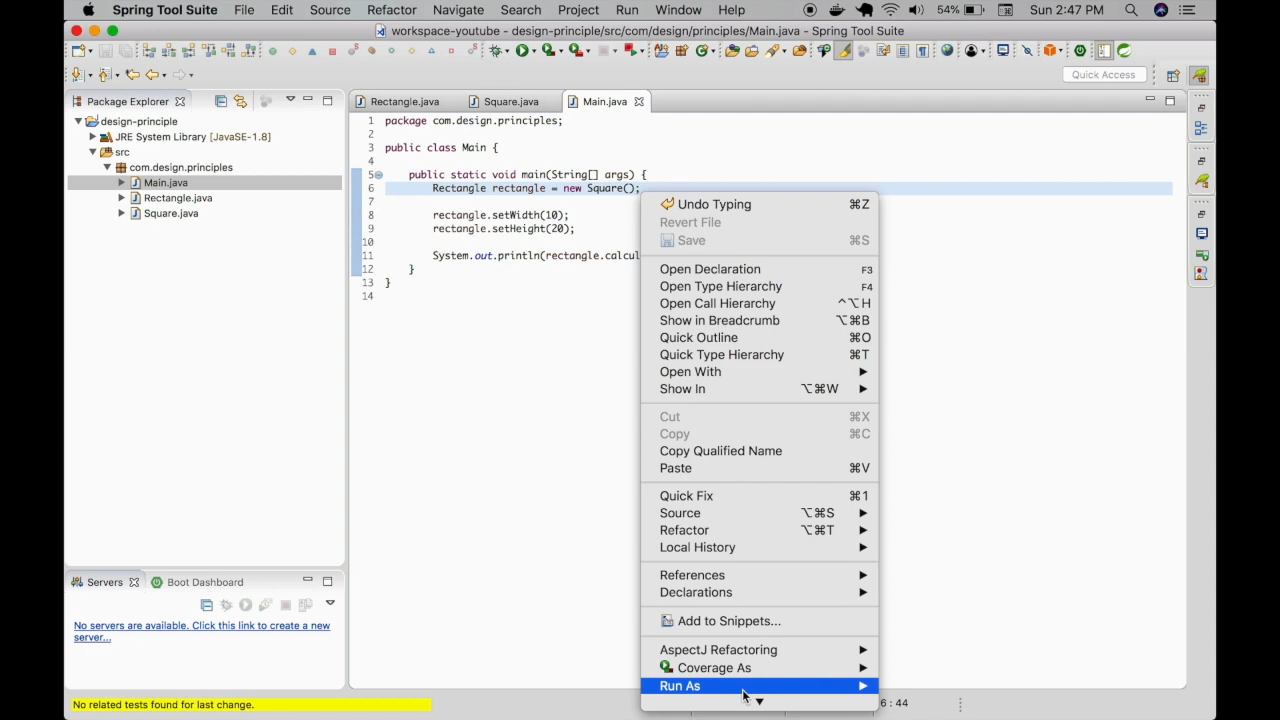 Spring Tool Suite File Edit Source Refactor Navigate Search Project Run Window Help 54% Sun 2:47 PM
workspace-youtube - design-principle/src/com/design/principles/Main.java - Spring Tool Suite
Quick Access
Package Explorer
design-principle
JRE System Library [JavaSE-1.8]
src
com.design.principles
Main.java
Rectangle.java
Square.java
Rectangle.java Square.java Main.java
1 package com.design.principles;
2
3 public class Main {
4
5 public static void main(String[] args) {
6 Rectangle rectangle = new Square();
7
8 rectangle.setWidth(10);
9 rectangle.setHeight(20);
10
11 System.out.println(rectangle.calcul
12 }
13 }
14
Undo Typing ⌘Z
Revert File
Save ⌘S
Open Declaration F3
Open Type Hierarchy F4
Open Call Hierarchy ^⌥H
Show in Breadcrumb ⌥⌘B
Quick Outline ⌘O
Quick Type Hierarchy ⌘T
Open With
Show In ⌥⌘W
Cut ⌘X
Copy ⌘C
Copy Qualified Name
Paste ⌘V
Quick Fix ⌘1
Source ⌥⌘S
Refactor ⌥⌘T
Local History
References
Declarations
Add to Snippets...
AspectJ Refactoring
Coverage As
Run As
Servers Boot Dashboard
No servers are available. Click this link to create a new
server...
No related tests found for last change.
6 : 44